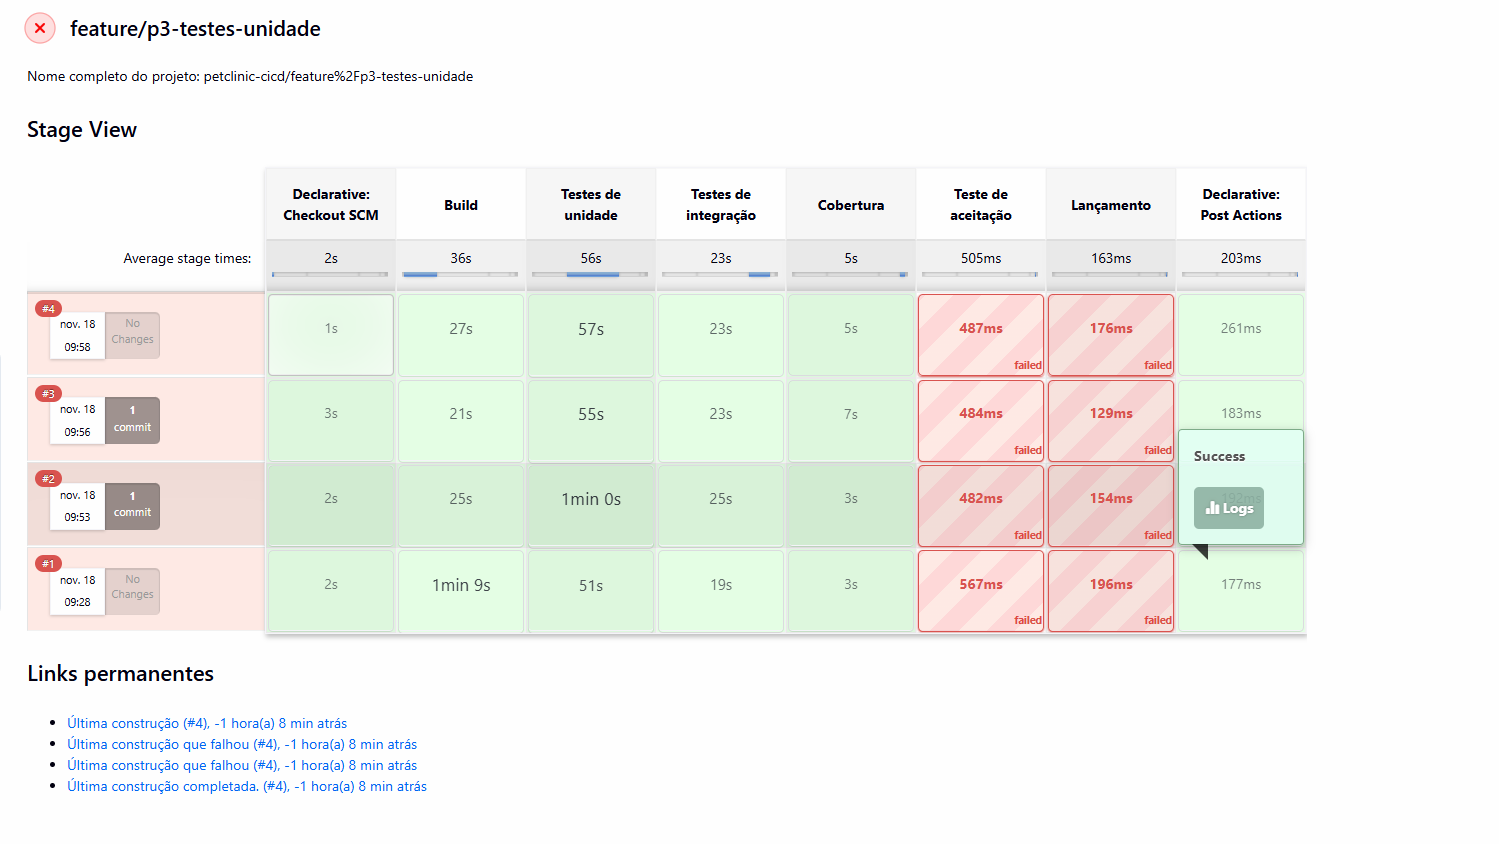 feature/p3-testes-unidade
Nome completo do projeto: petclinic-cicd/feature%2Fp3-testes-unidade
Stage View
Declarative: Checkout SCM
Build
Testes de unidade
Testes de integração
Cobertura
Teste de aceitação
Lançamento
Declarative: Post Actions
Average stage times:
2s
36s
56s
23s
5s
505ms
163ms
203ms
#4
nov. 18
09:58
No Changes
1s
27s
57s
23s
5s
487ms
failed
176ms
failed
261ms
#3
nov. 18
09:56
1 commit
3s
21s
55s
23s
7s
484ms
failed
129ms
failed
183ms
#2
nov. 18
09:53
1 commit
2s
25s
1min 0s
25s
3s
482ms
failed
154ms
failed
192ms
Success
Logs
#1
nov. 18
09:28
No Changes
2s
1min 9s
51s
19s
3s
567ms
failed
196ms
failed
177ms
Links permanentes
Última construção (#4), -1 hora(a) 8 min atrás
Última construção que falhou (#4), -1 hora(a) 8 min atrás
Última construção que falhou (#4), -1 hora(a) 8 min atrás
Última construção completada. (#4), -1 hora(a) 8 min atrás